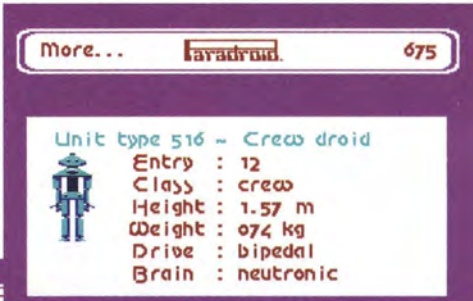 More... Paradroid. 675
Unit type 516 ~ Crew droid
Entry : 12
Class : crew
Height : 1.57 m
Weight : 074 kg
Drive : bipedal
Brain : neutronic